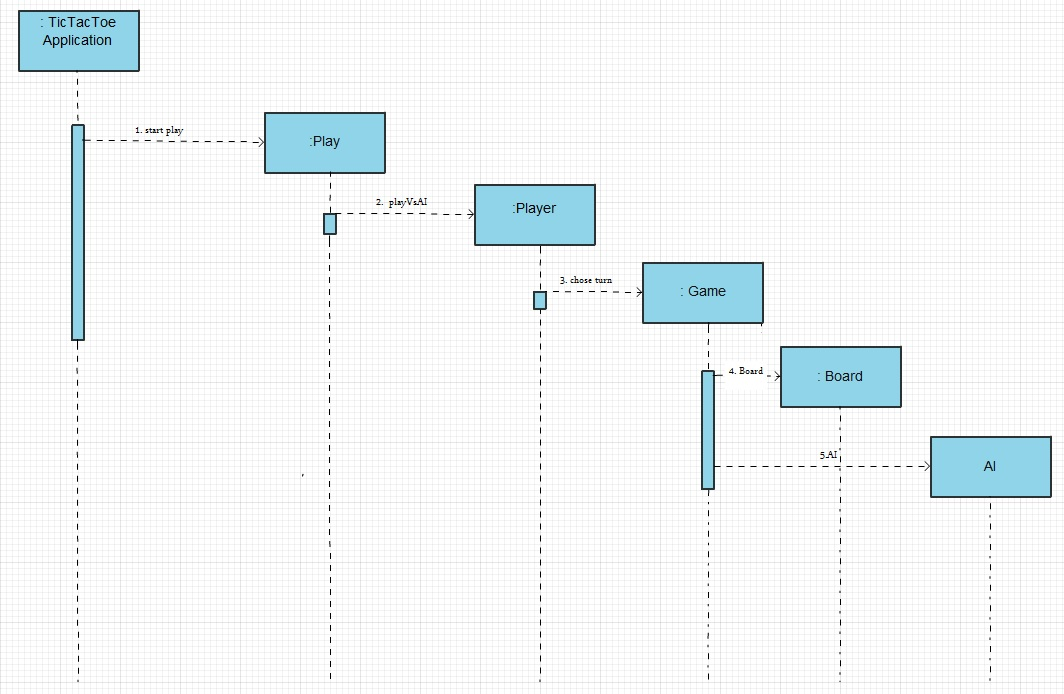 : TicTacToe
Application
1. start play
:Play
2. playVsAI
:Player
3. chose turn
: Game
4. Board
: Board
5.AI
AI